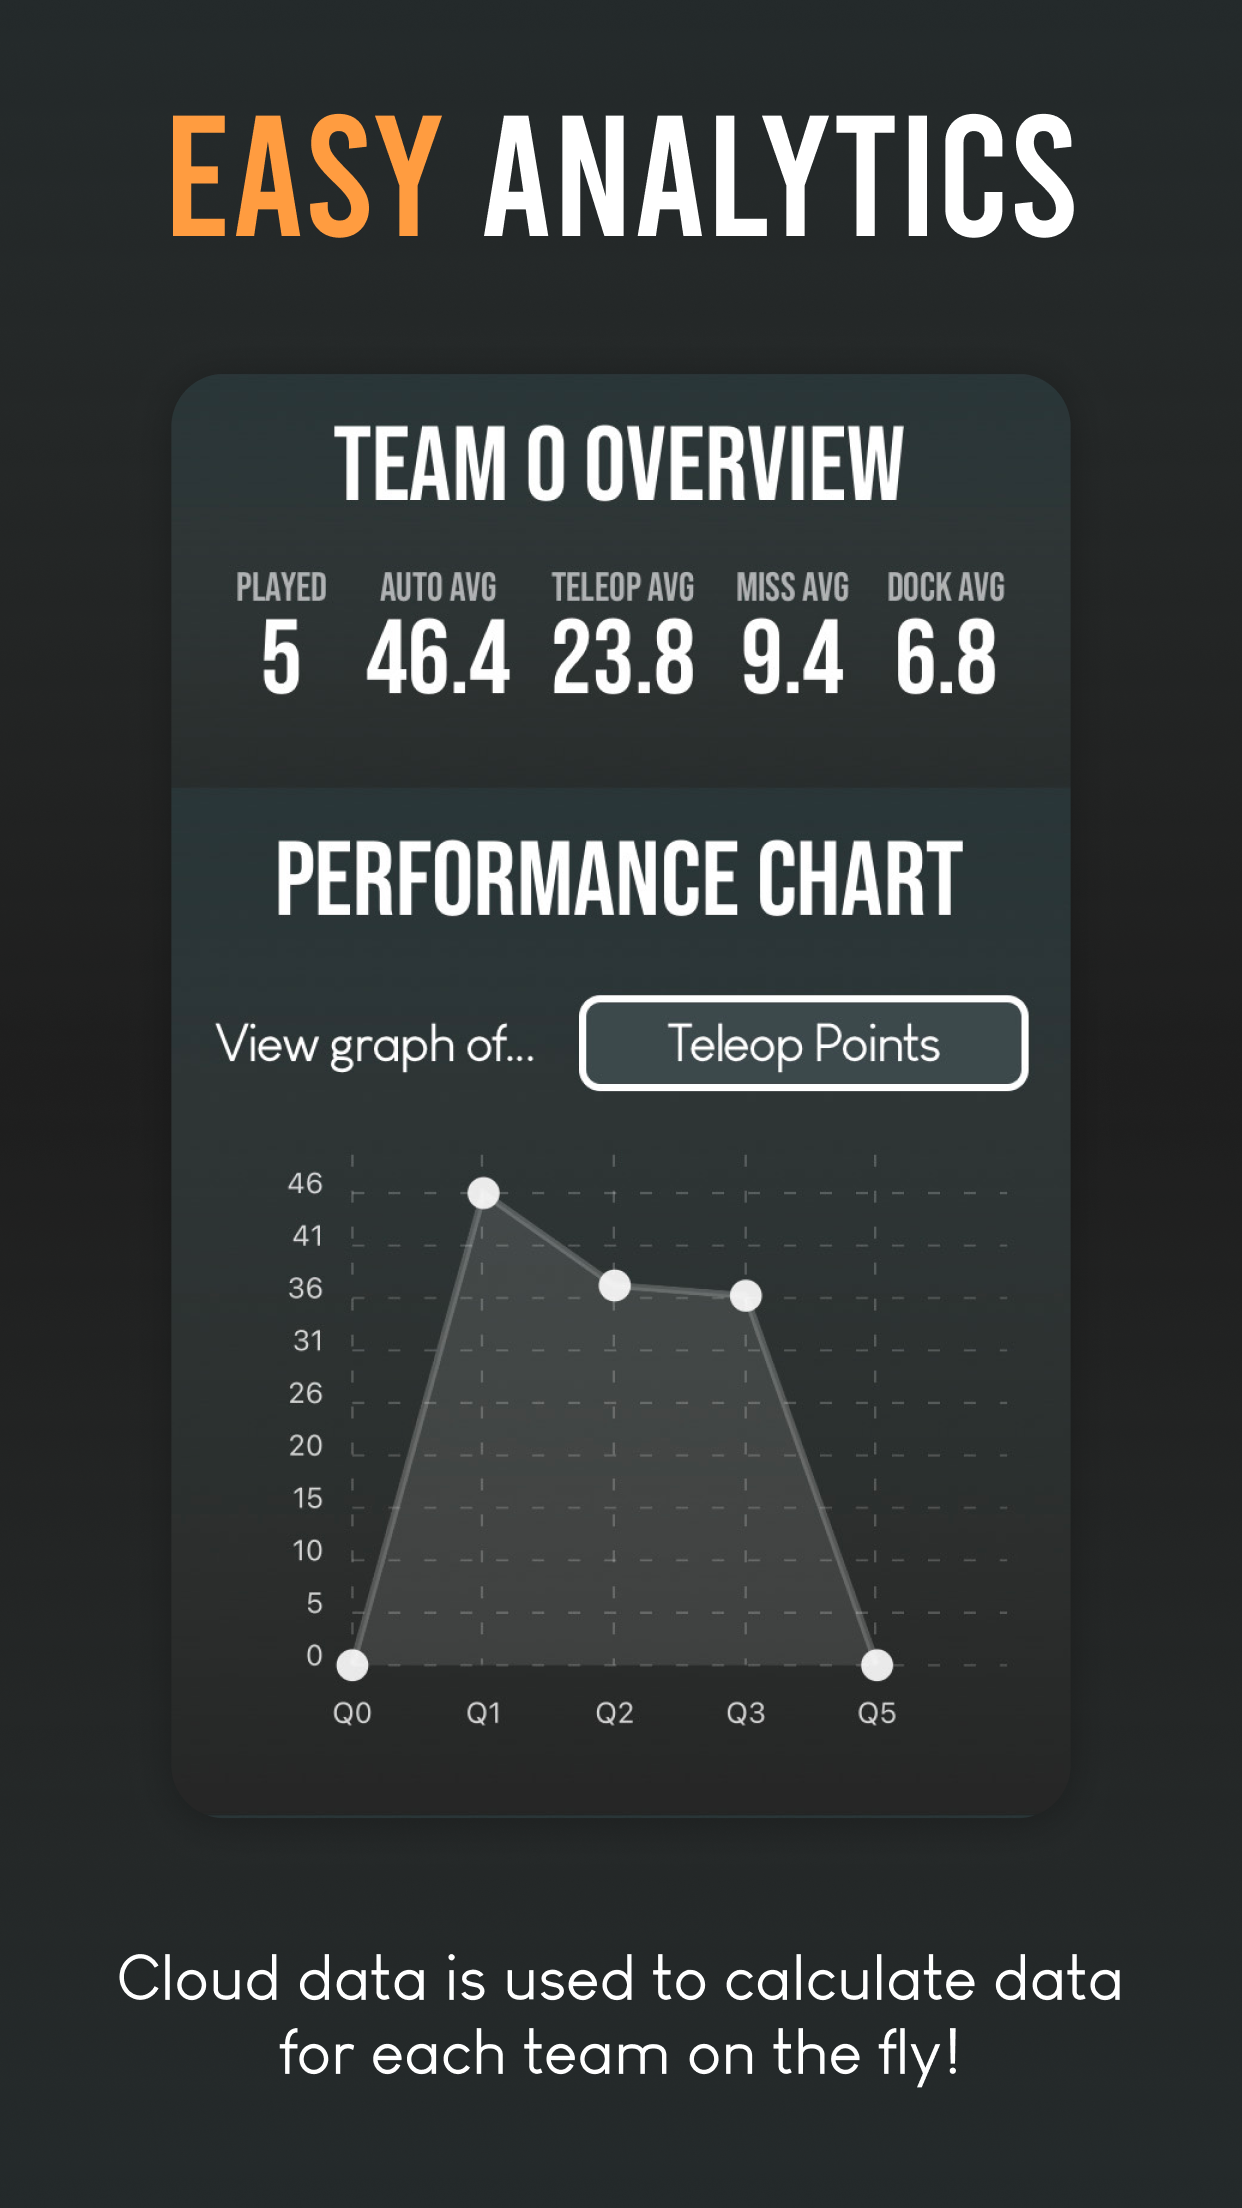 EASY ANALYTICS
TEAM 0 OVERVIEW
PLAYED AUTO AVG TELEOP AVG MISS AVG DOCK AVG
5 46.4 23.8 9.4 6.8
PERFORMANCE CHART
View graph of... Teleop Points
46
41
36
31
26
20
15
10
5
0
Q0 Q1 Q2 Q3 Q5
Cloud data is used to calculate data
for each team on the fly!